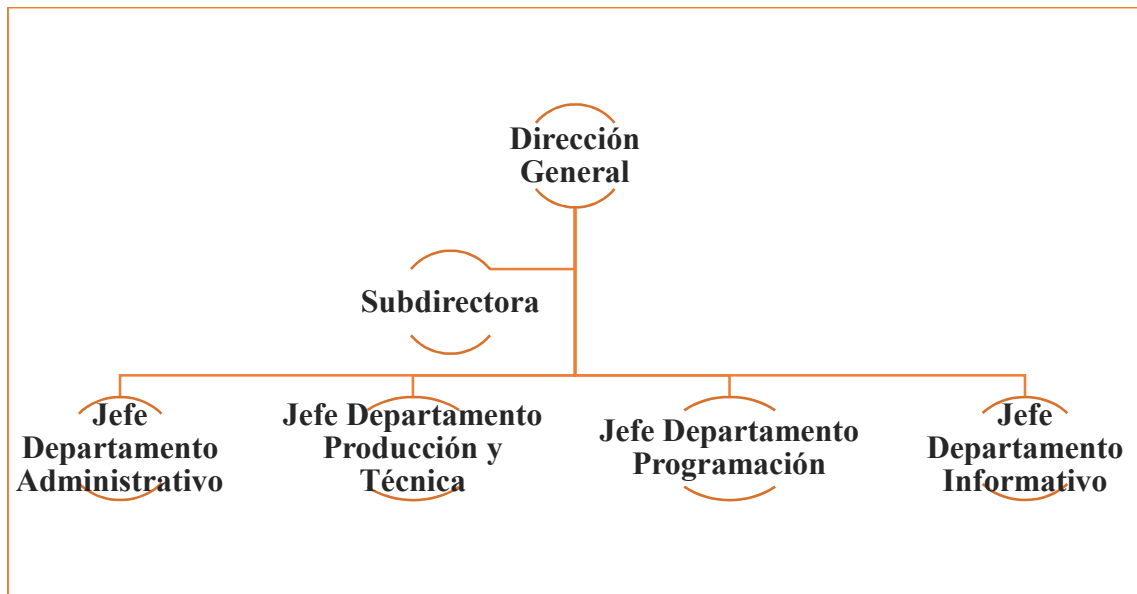 Dirección
General
Subdirectora
Jefe
Departamento
Administrativo
Jefe Departamento
Producción y
Técnica
Jefe Departamento
Programación
Jefe
Departamento
Informativo